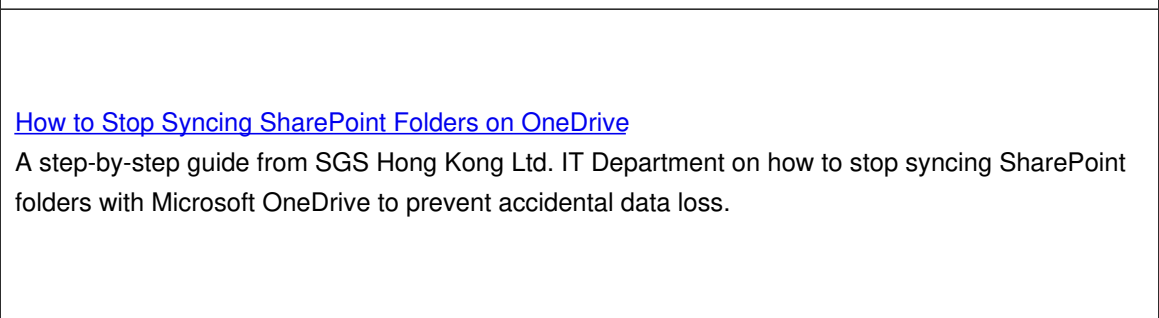 How to Stop Syncing SharePoint Folders on OneDrive
A step-by-step guide from SGS Hong Kong Ltd. IT Department on how to stop syncing SharePoint
folders with Microsoft OneDrive to prevent accidental data loss.